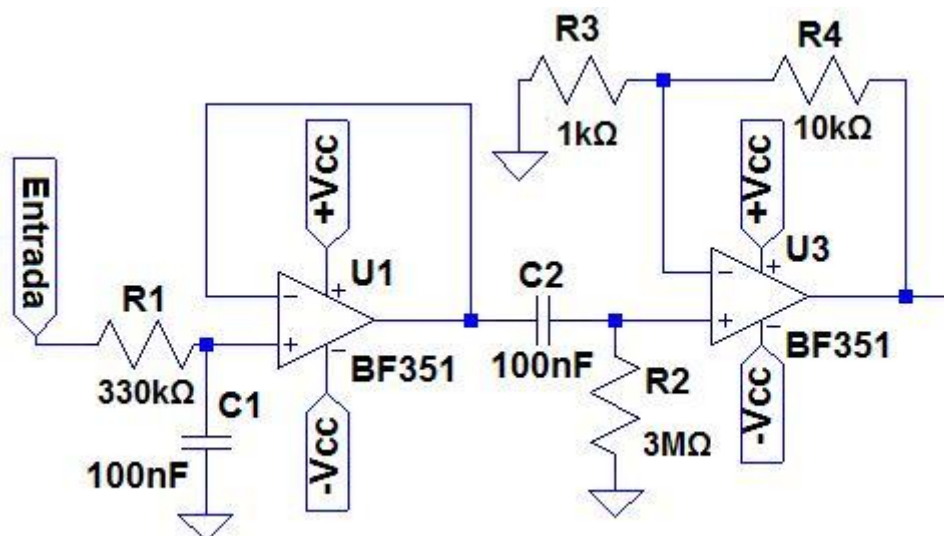 R3
R4
1kΩ
10kΩ
Entrada
+Vcc
+Vcc
U1
U3
R1
C2
330kΩ
BF351
BF351
C1
100nF
R2
100nF
-Vcc
-Vcc
3MΩ